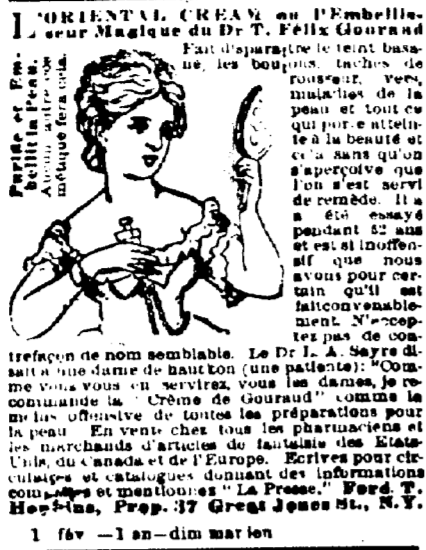 L'ORIENTAL CREAM ou l'Embellis-
seur Magique du Dr T. Félix Gouraud
Purifie et Em-
bellit la Peau.
Aucun autre cos
métique fera cela.
Fait disparaître le teint basa-
né, les boutons, taches de
rousseur, vers,
maladies de la
peau et tout ce
qui porte attein-
te à la beauté et
cela sans qu'on
s'aperçoive que
l'on s'est servi
de remède. Il a
a été essayé
pendant 52 ans
et est si inoffen-
sif que nous
avons pour cer-
tain qu'il est
fait convenable-
ment. N'accep-
tez pas de con-
trefaçon de nom semblable. Le Dr L. A. Sayre di-
sait à une dame de haut ton (une patiente): "Com-
me vous vous en servirez, vous les dames, je re-
commande la "Crème de Gouraud" comme la
moins offensive de toutes les préparations pour
la peau En vente chez tous les pharmaciens et
les marchands d'articles de fantaisie des Etats-
Unis, du Canada et de l'Europe. Ecrives pour cir-
culaires et catalogues donnant des informations
et mentionnes "La Presse." Ferd. T.
Hopkins, Prop. 37 Great Jones St., N.Y.
1 fév —1 an—dim mar jen